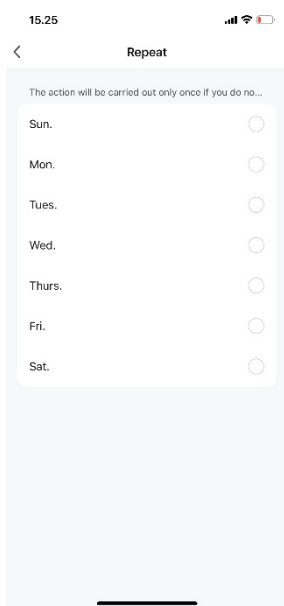 15.25
Repeat
The action will be carried out only once if you do no...
Sun.
Mon.
Tues.
Wed.
Thurs.
Fri.
Sat.